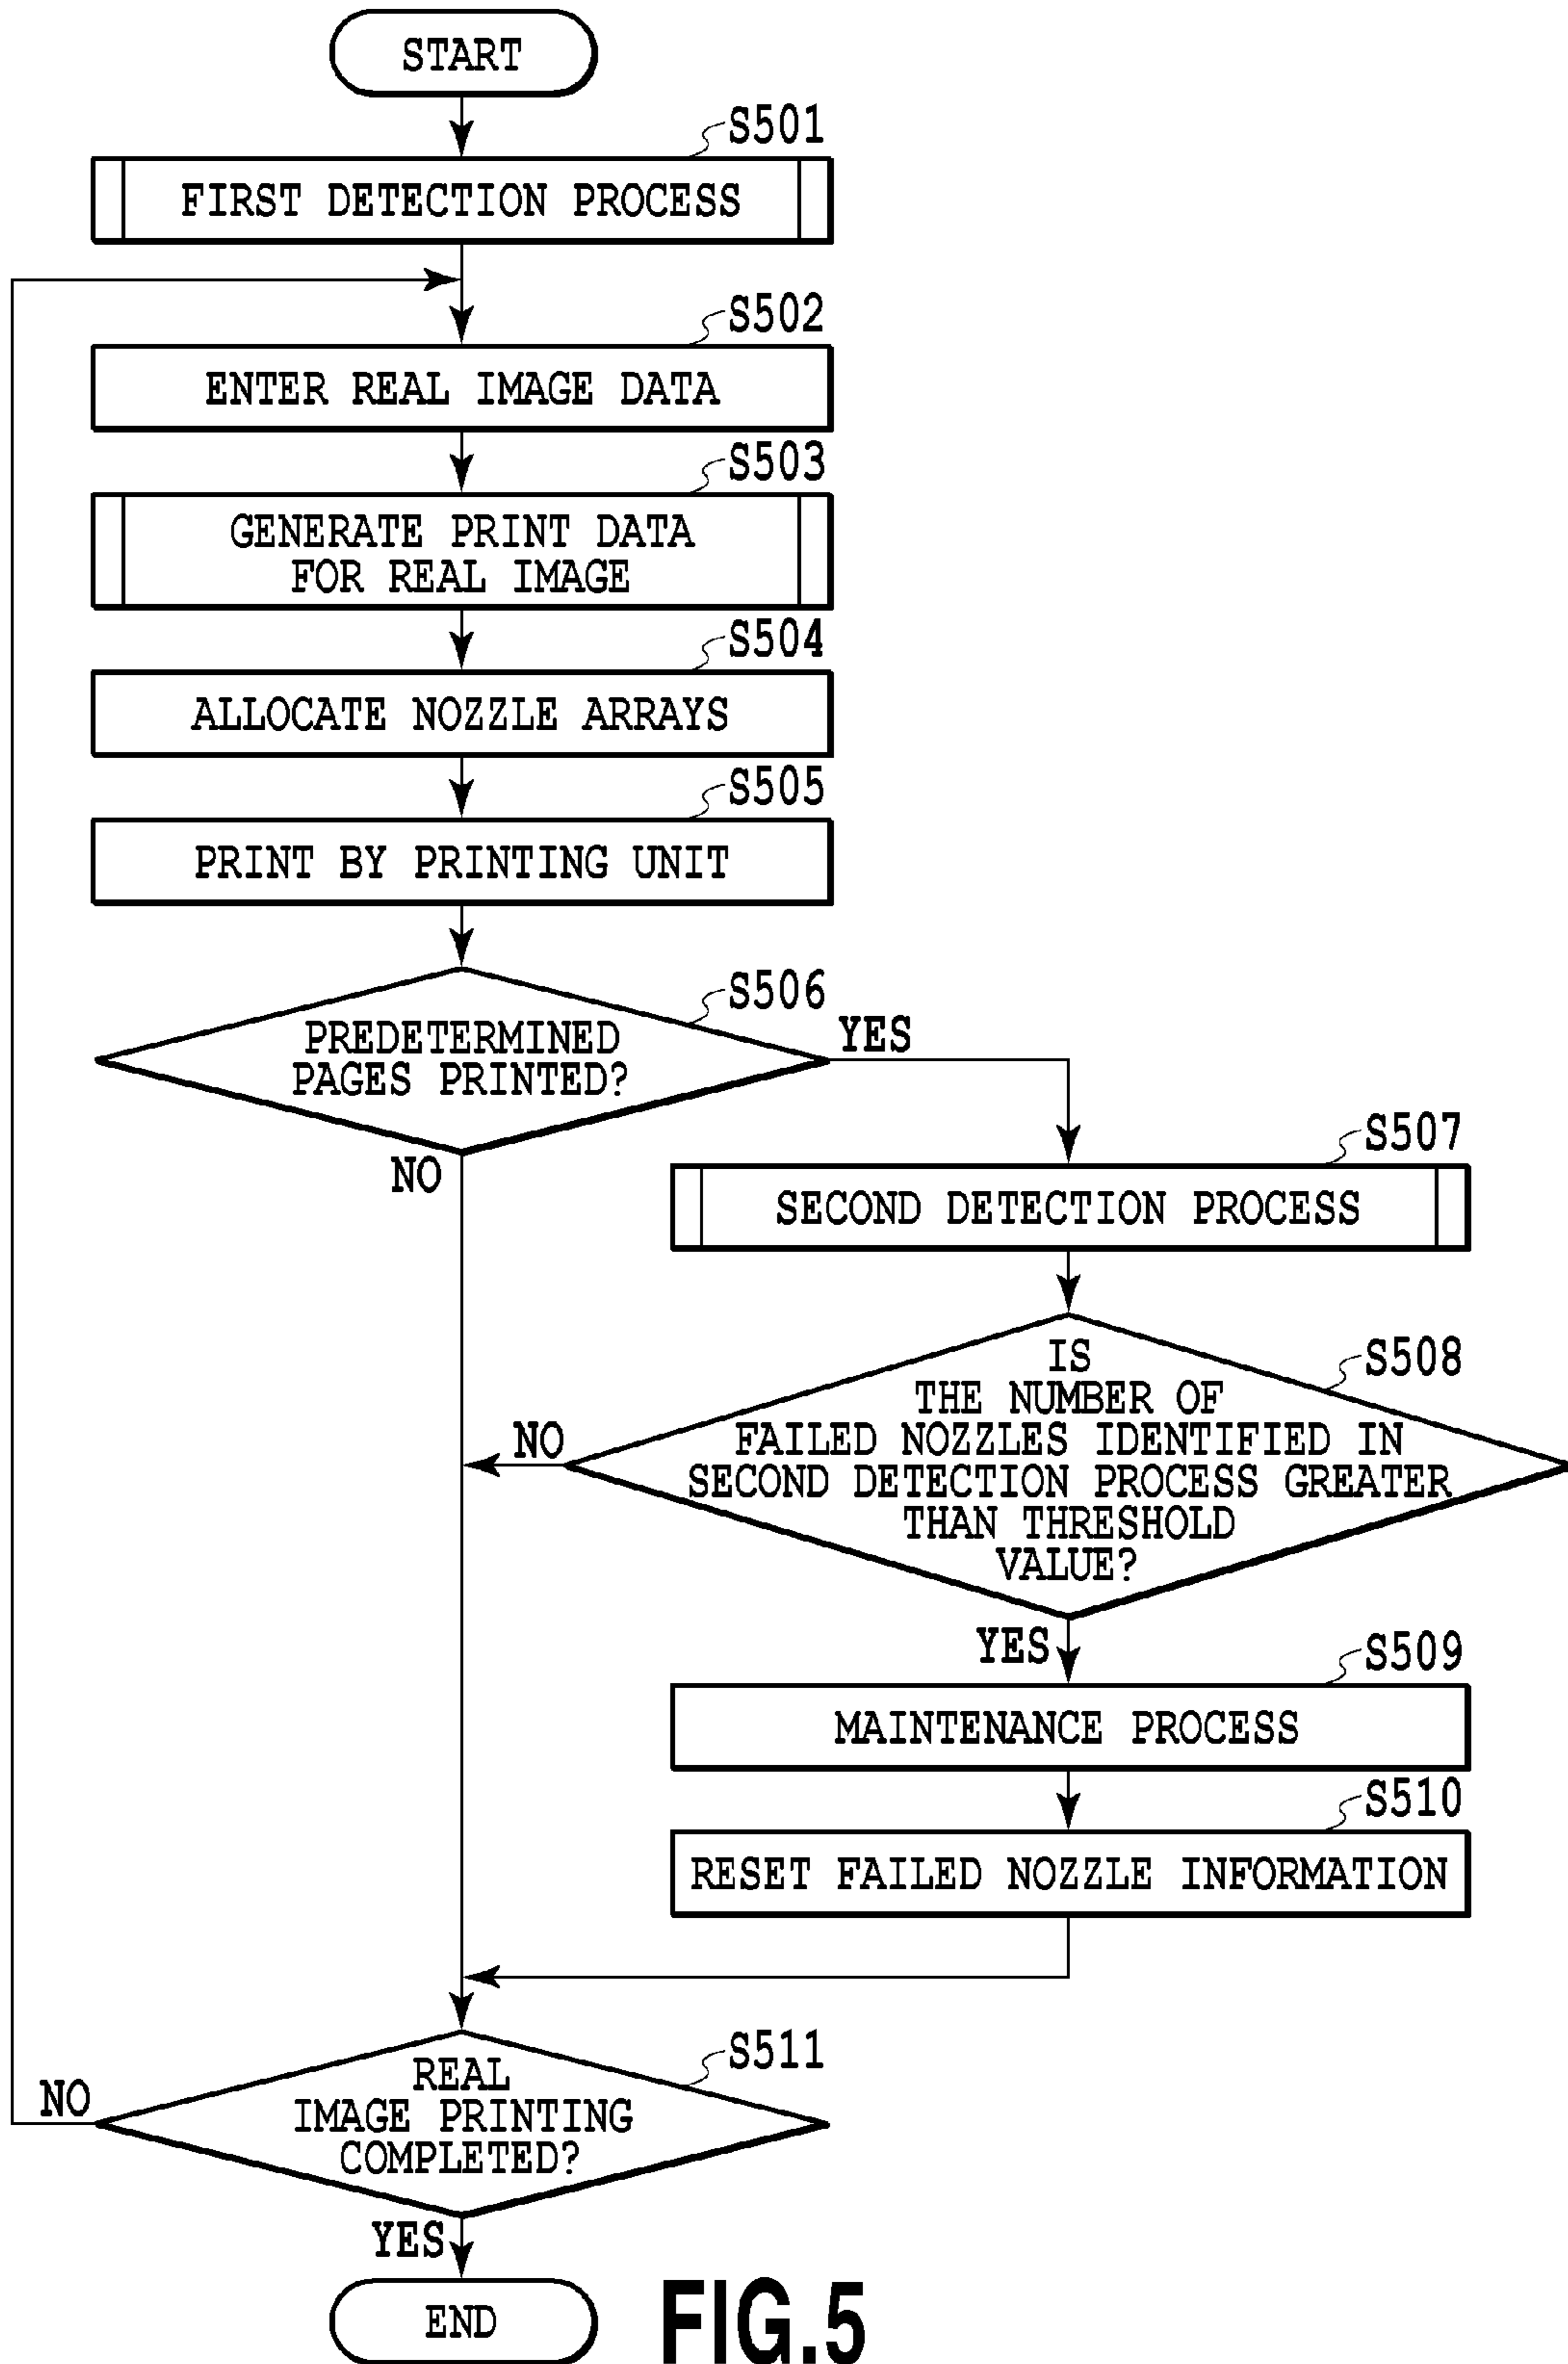 START
S501
FIRST DETECTION PROCESS
S502
ENTER REAL IMAGE DATA
S503
GENERATE PRINT DATA
FOR REAL IMAGE
S504
ALLOCATE NOZZLE ARRAYS
S505
PRINT BY PRINTING UNIT
S506
PREDETERMINED
PAGES PRINTED?
YES
NO
S507
SECOND DETECTION PROCESS
S508
IS
THE NUMBER OF
FAILED NOZZLES IDENTIFIED IN
SECOND DETECTION PROCESS GREATER
THAN THRESHOLD
VALUE?
NO
YES
S509
MAINTENANCE PROCESS
S510
RESET FAILED NOZZLE INFORMATION
S511
REAL
IMAGE PRINTING
COMPLETED?
NO
YES
END
FIG.5